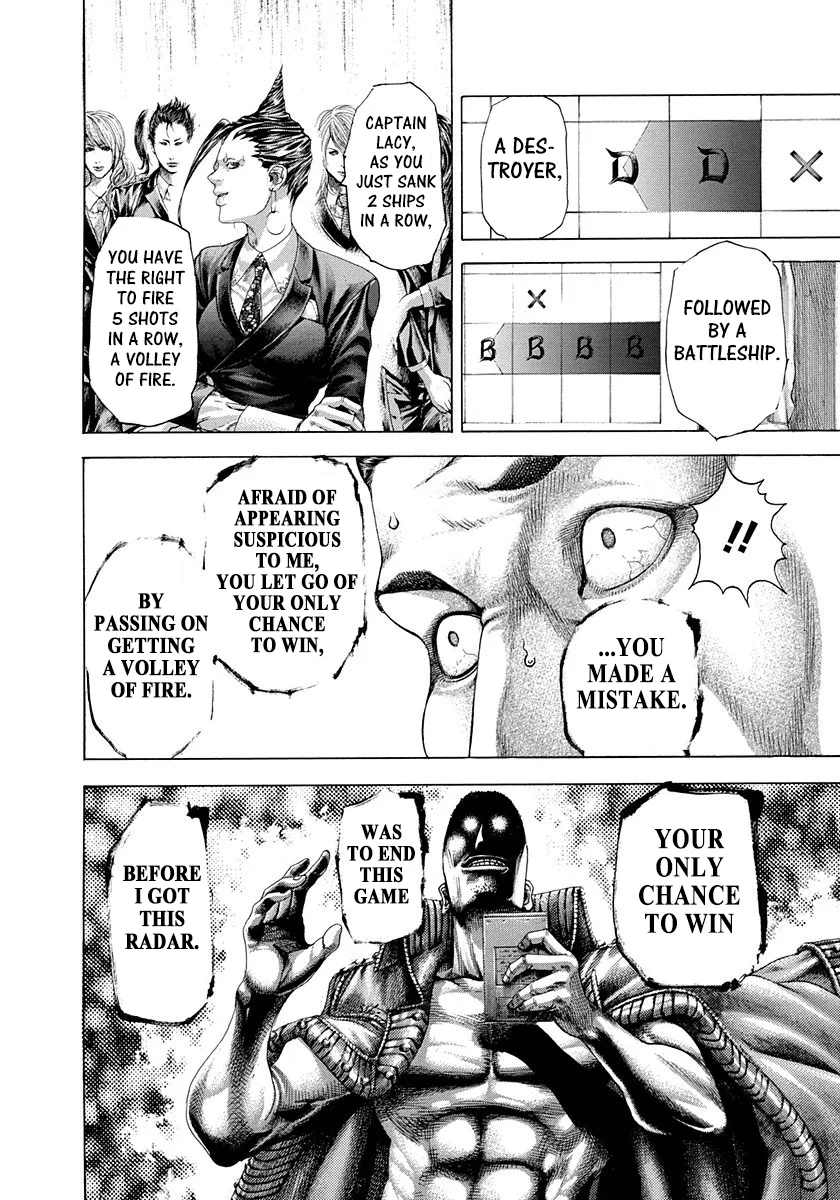 A DES-
TROYER,
D D ×
FOLLOWED
BY A
BATTLESHIP.
×
B B B B
CAPTAIN
LACY,
AS YOU
JUST SANK
2 SHIPS
IN A ROW,
YOU HAVE
THE RIGHT
TO FIRE
5 SHOTS
IN A ROW,
A VOLLEY
OF FIRE.
!!
...YOU
MADE A
MISTAKE.
AFRAID OF
APPEARING
SUSPICIOUS
TO ME,
YOU LET GO OF
YOUR ONLY
CHANCE
TO WIN,
BY
PASSING ON
GETTING
A VOLLEY
OF FIRE.
YOUR
ONLY
CHANCE
TO WIN
WAS
TO END
THIS
GAME
BEFORE
I GOT
THIS
RADAR.